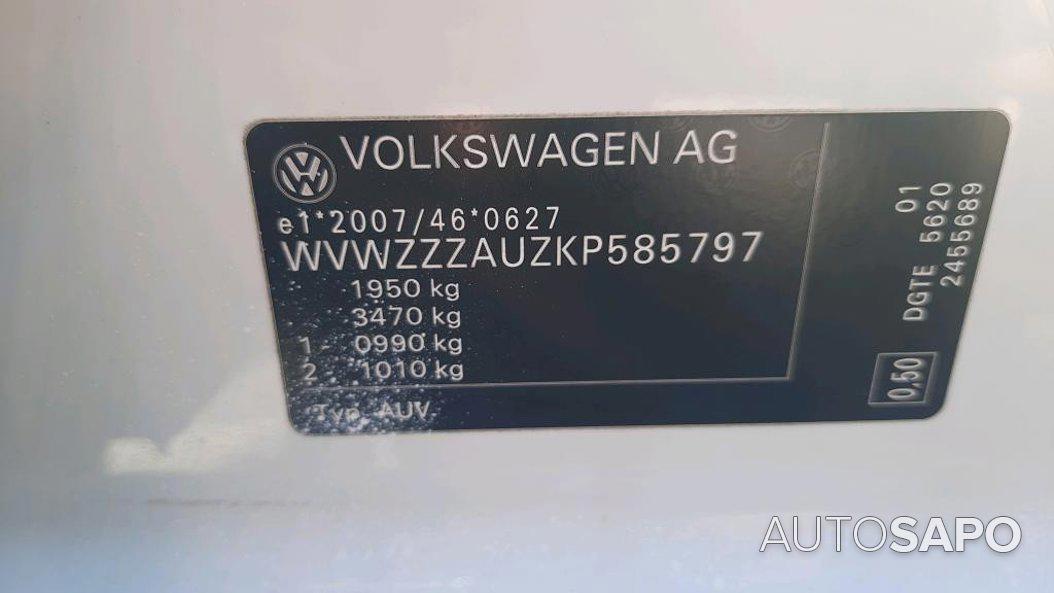 VOLKSWAGEN AG
e1*2007/46*0627
WVWZZZAUZKP585797
1950 kg
3470 kg
1 - 0990 kg
2 - 1010 kg
Typ. AUV
01
DGTE 5620
2455689
0,50
AUTOSAPO